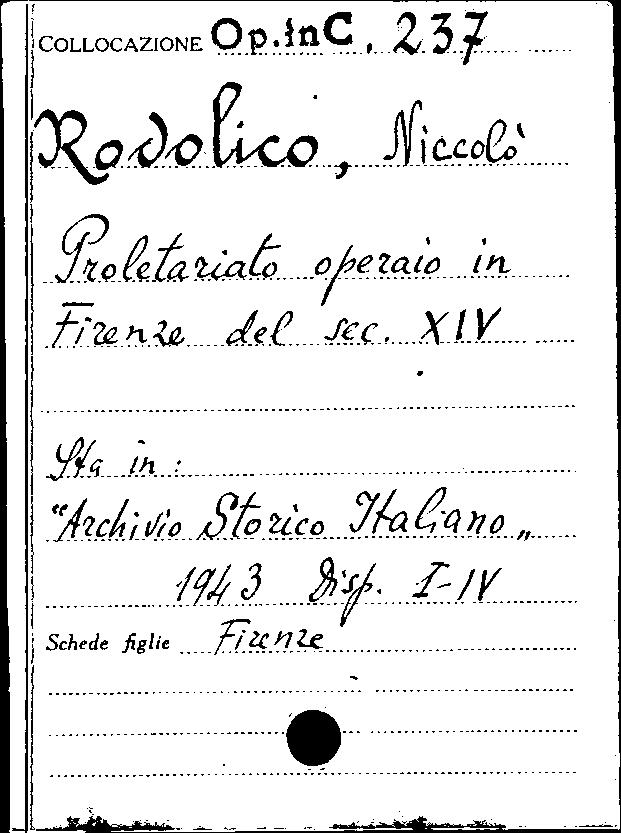 COLLOCAZIONE Op.inC. 237
Rodolico, Niccolò
Proletariato operaio in
Firenze del sec. XIV
Sta in :
"Archivio Storico Italiano„
1943 Disp. I-IV
Schede figlie Firenze